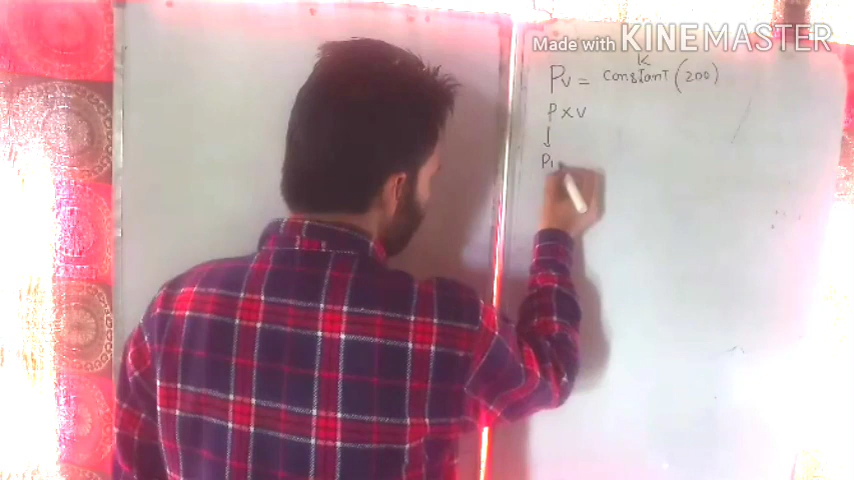 Made with KINEMASTER
K
PV = constant (200)
P X V
↓
P1